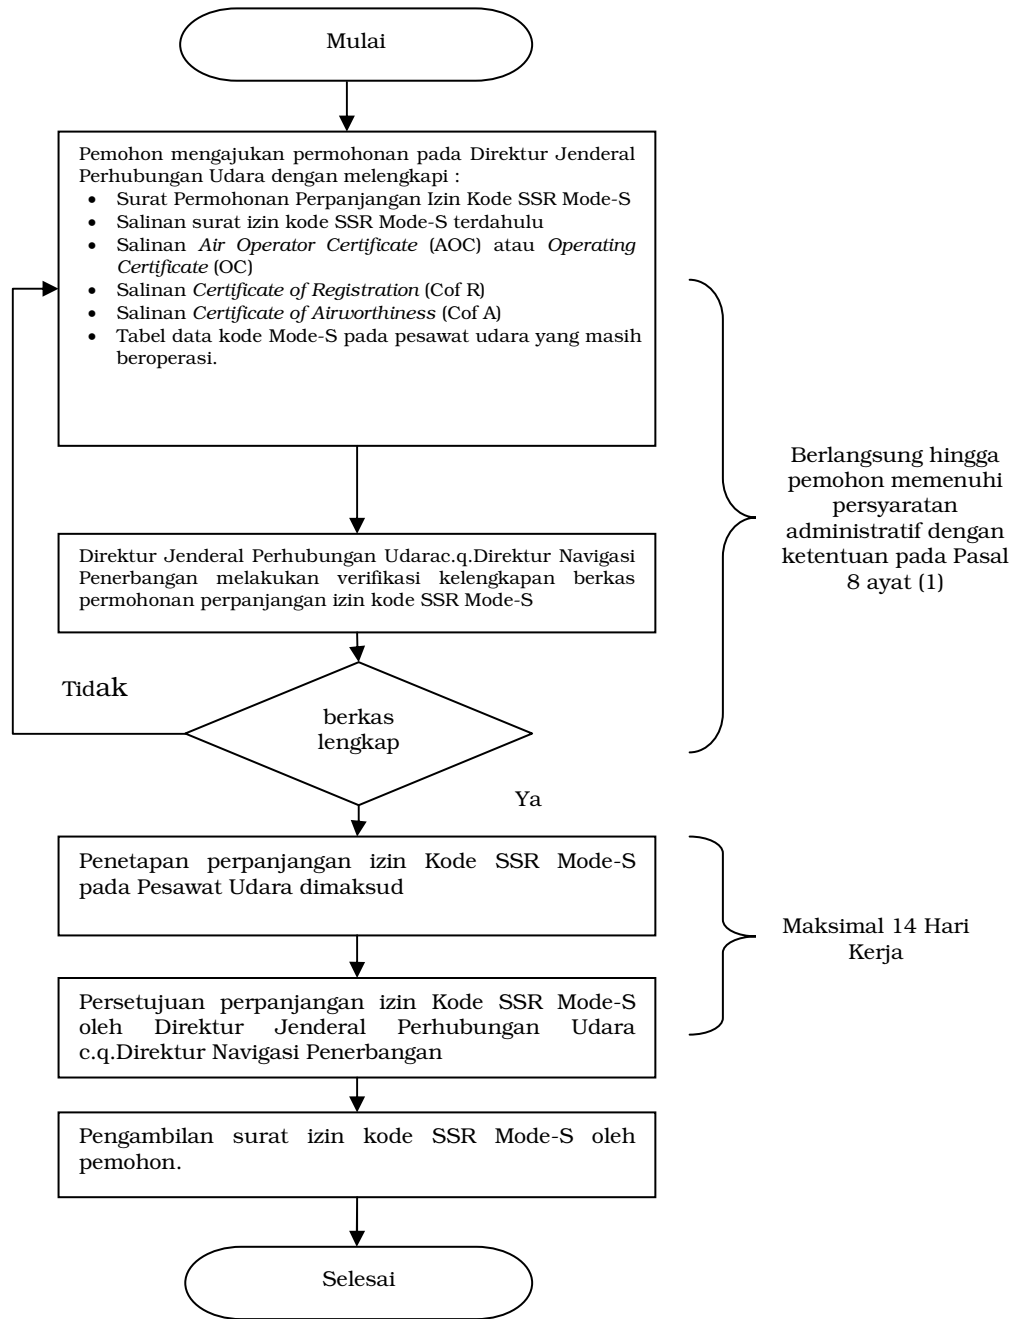 Mulai
Pemohon mengajukan permohonan pada Direktur Jenderal
Perhubungan Udara dengan melengkapi :
• Surat Permohonan Perpanjangan Izin Kode SSR Mode-S
• Salinan surat izin kode SSR Mode-S terdahulu
• Salinan Air Operator Certificate (AOC) atau Operating
Certificate (OC)
• Salinan Certificate of Registration (Cof R)
• Salinan Certificate of Airworthiness (Cof A)
• Tabel data kode Mode-S pada pesawat udara yang masih
beroperasi.
Berlangsung hingga
pemohon memenuhi
persyaratan
administratif dengan
ketentuan pada Pasal
8 ayat (1)
Direktur Jenderal Perhubungan Udarac.q.Direktur Navigasi
Penerbangan melakukan verifikasi kelengkapan berkas
permohonan perpanjangan izin kode SSR Mode-S
Tidak
berkas
lengkap
Ya
Penetapan perpanjangan izin Kode SSR Mode-S
pada Pesawat Udara dimaksud
Maksimal 14 Hari
Kerja
Persetujuan perpanjangan izin Kode SSR Mode-S
oleh Direktur Jenderal Perhubungan Udara
c.q.Direktur Navigasi Penerbangan
Pengambilan surat izin kode SSR Mode-S oleh
pemohon.
Selesai